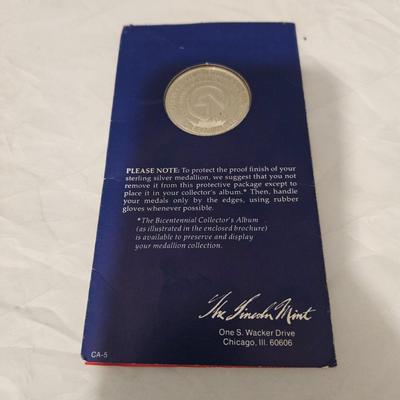 PLEASE NOTE: To protect the proof finish of your
sterling silver medallion, we suggest that you not
remove it from this protective package except to
place it in your collector's album.* Then, handle
your medals only by the edges, using rubber
gloves whenever possible.
*The Bicentennial Collector's Album
(as illustrated in the enclosed brochure)
is available to preserve and display
your medallion collection.
The Lincoln Mint
One S. Wacker Drive
Chicago, Ill. 60606
CA-5